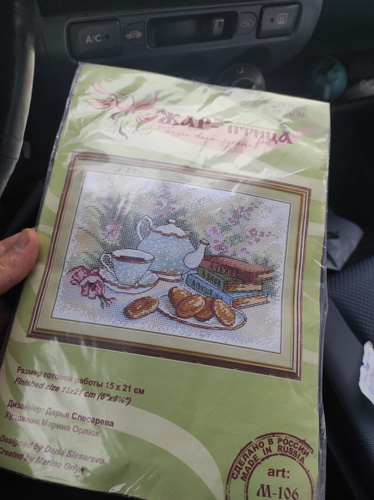 A/C
ЖАР-ПТИЦА
Размер готовой работы 15 x 21 см
Finished size 15x21 cm (6"x8¼")
Дизайнер: Дарья Слесарева
Художник Марина Орлюк
Designed by Daria Slesareva
Created by Marina Orlyuk
СДЕЛАНО В РОССИИ
MADE IN RUSSIA
art:
М-106